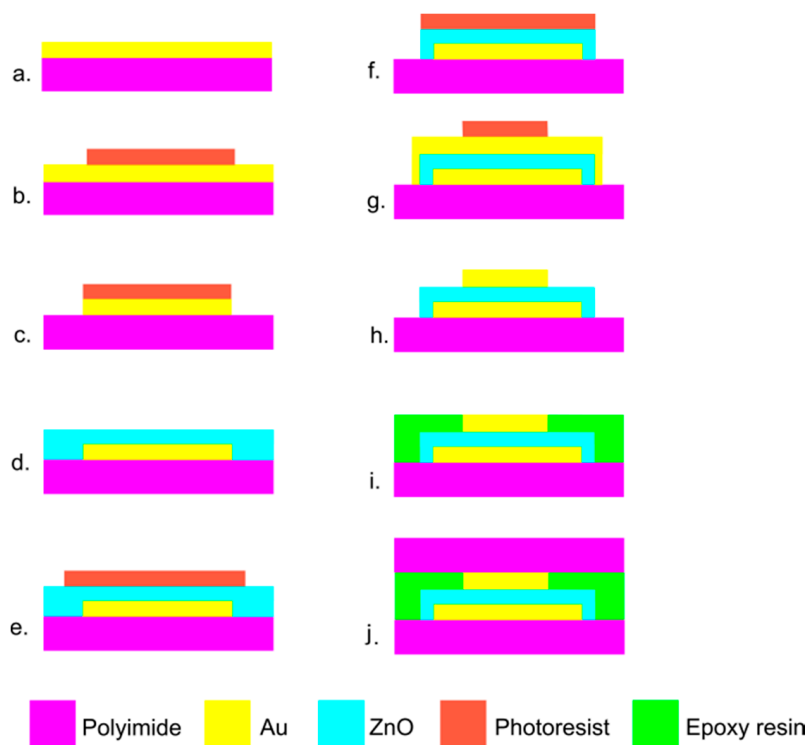 a.
b.
c.
d.
e.
f.
g.
h.
i.
j.
Polyimide
Au
ZnO
Photoresist
Epoxy resin